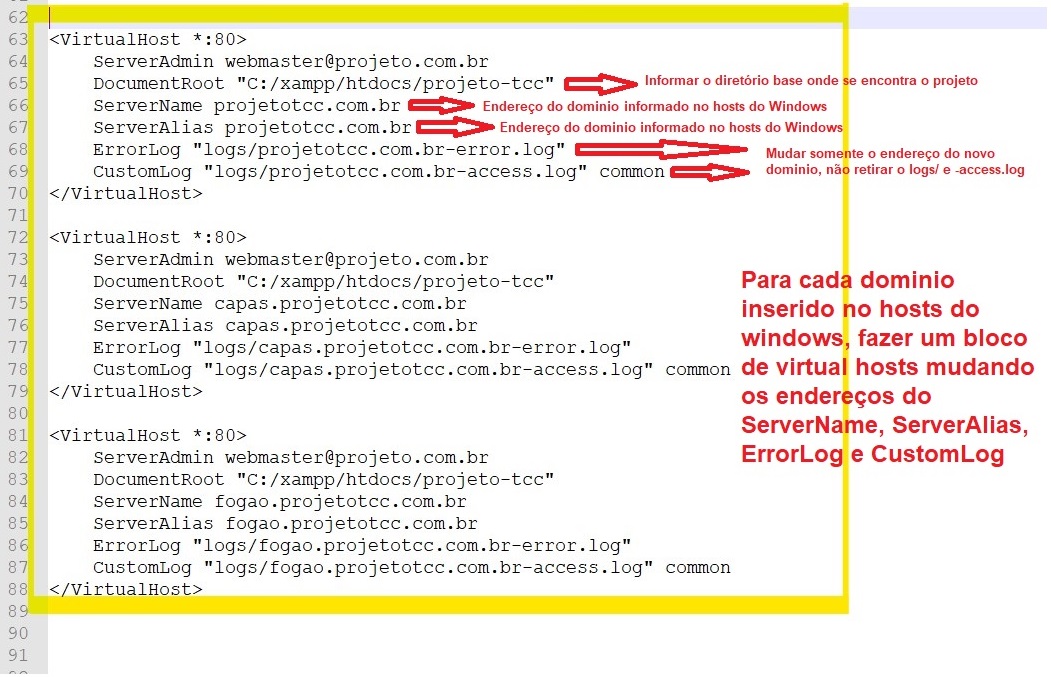 62
63 <VirtualHost *:80>
64 ServerAdmin webmaster@projeto.com.br
65 DocumentRoot "C:/xampp/htdocs/projeto-tcc" Informar o diretório base onde se encontra o projeto
66 ServerName projetotcc.com.br Endereço do dominio informado no hosts do Windows
67 ServerAlias projetotcc.com.br Endereço do dominio informado no hosts do Windows
68 ErrorLog "logs/projetotcc.com.br-error.log" Mudar somente o endereço do novo
69 CustomLog "logs/projetotcc.com.br-access.log" common dominio, não retirar o logs/ e -access.log
70 </VirtualHost>
71
72 <VirtualHost *:80>
73 ServerAdmin webmaster@projeto.com.br
74 DocumentRoot "C:/xampp/htdocs/projeto-tcc"
75 ServerName capas.projetotcc.com.br
76 ServerAlias capas.projetotcc.com.br
77 ErrorLog "logs/capas.projetotcc.com.br-error.log"
78 CustomLog "logs/capas.projetotcc.com.br-access.log" common
79 </VirtualHost>
80
81 <VirtualHost *:80>
82 ServerAdmin webmaster@projeto.com.br
83 DocumentRoot "C:/xampp/htdocs/projeto-tcc"
84 ServerName fogao.projetotcc.com.br
85 ServerAlias fogao.projetotcc.com.br
86 ErrorLog "logs/fogao.projetotcc.com.br-error.log"
87 CustomLog "logs/fogao.projetotcc.com.br-access.log" common
88 </VirtualHost>
89
90
91
Para cada dominio
inserido no hosts do
windows, fazer um bloco
de virtual hosts mudando
os endereços do
ServerName, ServerAlias,
ErrorLog e CustomLog